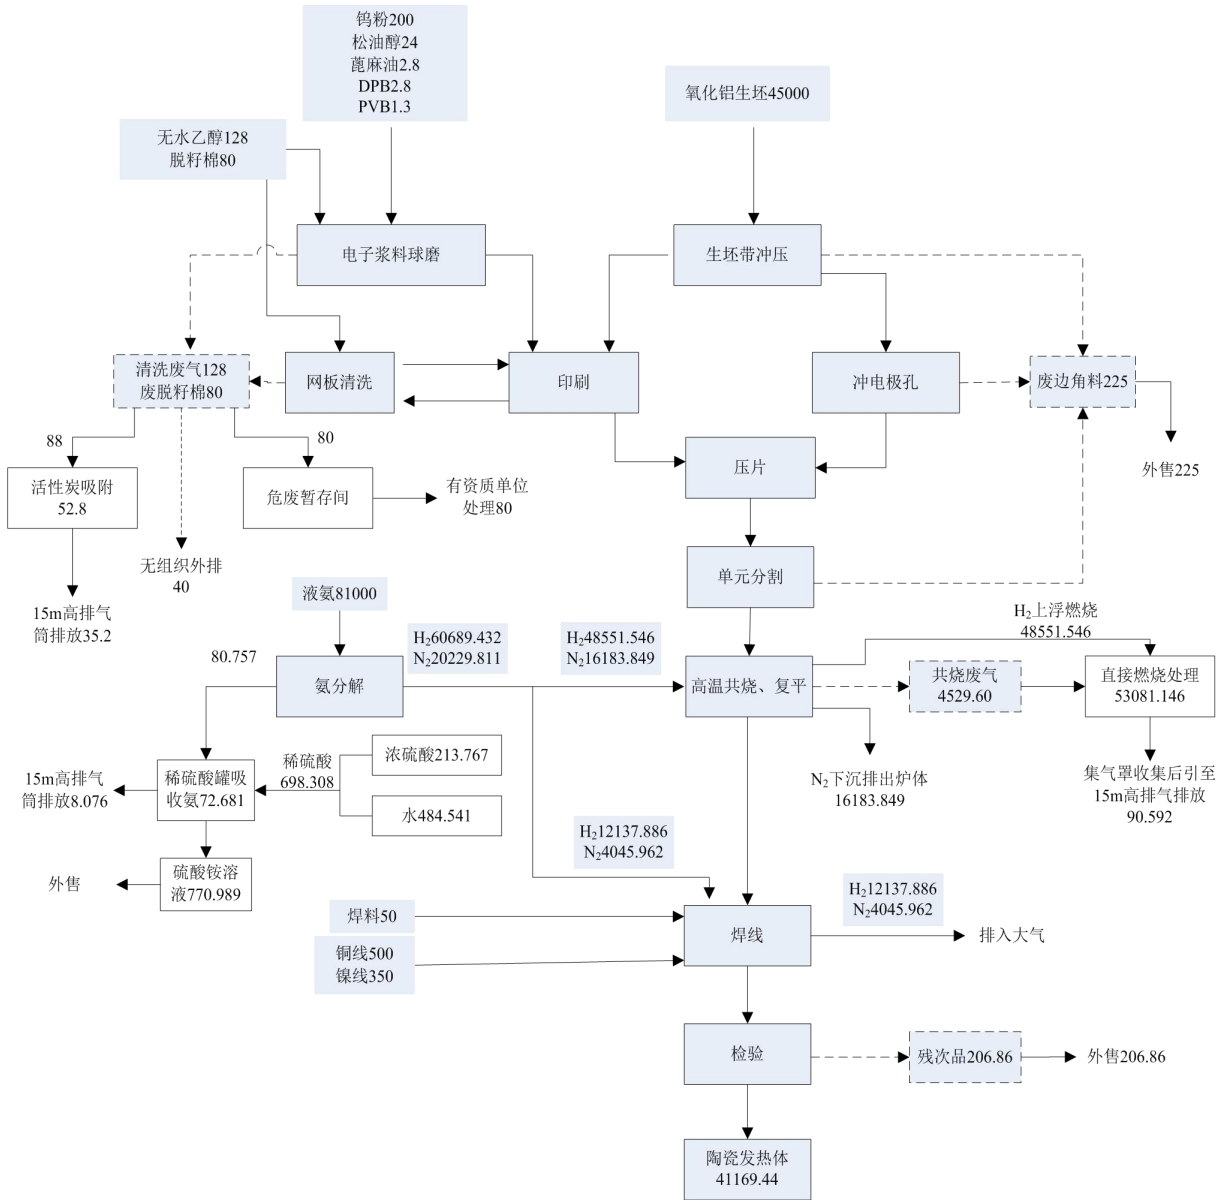 钨粉200
松油醇24
蓖麻油2.8
DPB2.8
PVB1.3
氧化铝生坯45000
无水乙醇128
脱籽棉80
电子浆料球磨
生坯带冲压
清洗废气128
废脱籽棉80
网板清洗
印刷
冲电极孔
废边角料225
88
80
压片
外售225
活性炭吸附
52.8
危废暂存间
有资质单位
处理80
无组织外排
40
单元分割
15m高排气
筒排放35.2
液氨81000
H₂上浮燃烧
48551.546
80.757
H₂60689.432
N₂20229.811
H₂48551.546
N₂16183.849
氨分解
高温共烧、复平
共烧废气
4529.60
直接燃烧处理
53081.146
15m高排气
筒排放8.076
稀硫酸罐吸
收氨72.681
稀硫酸
698.308
浓硫酸213.767
水484.541
N₂下沉排出炉体
16183.849
集气罩收集后引至
15m高排气排放
90.592
H₂12137.886
N₂4045.962
外售
硫酸铵溶
液770.989
H₂12137.886
N₂4045.962
焊料50
铜线500
镍线350
焊线
排入大气
检验
残次品206.86
外售206.86
陶瓷发热体
41169.44